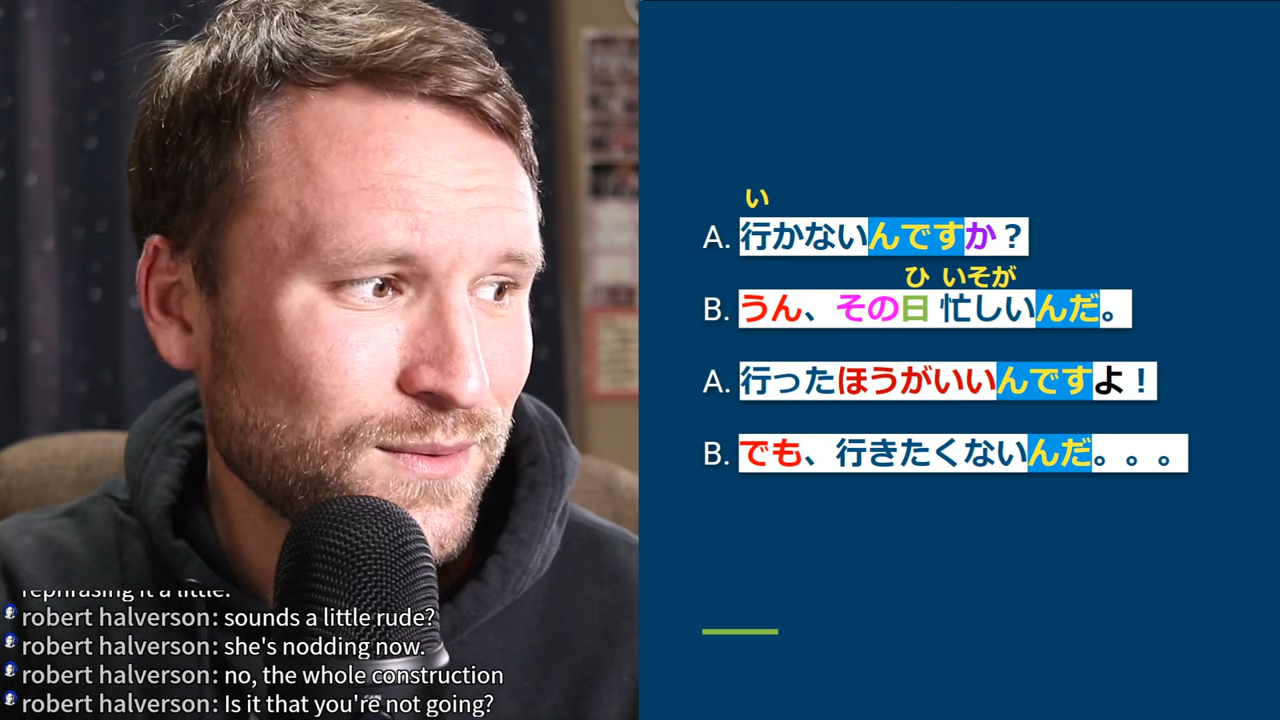 い
A. 行かないんですか？
ひ いそが
B. うん、その日 忙しいんだ。
A. 行ったほうがいいんですよ！
B. でも、行きたくないんだ。。。
rephrasing it a little.
robert halverson: sounds a little rude?
robert halverson: she's nodding now.
robert halverson: no, the whole construction
robert halverson: Is it that you're not going?